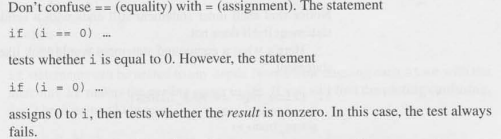 Don't confuse == (equality) with = (assignment). The statement
if (i == 0) …
tests whether i is equal to 0. However, the statement
if (i = 0) …
assigns 0 to i, then tests whether the result is nonzero. In this case, the test always
fails.